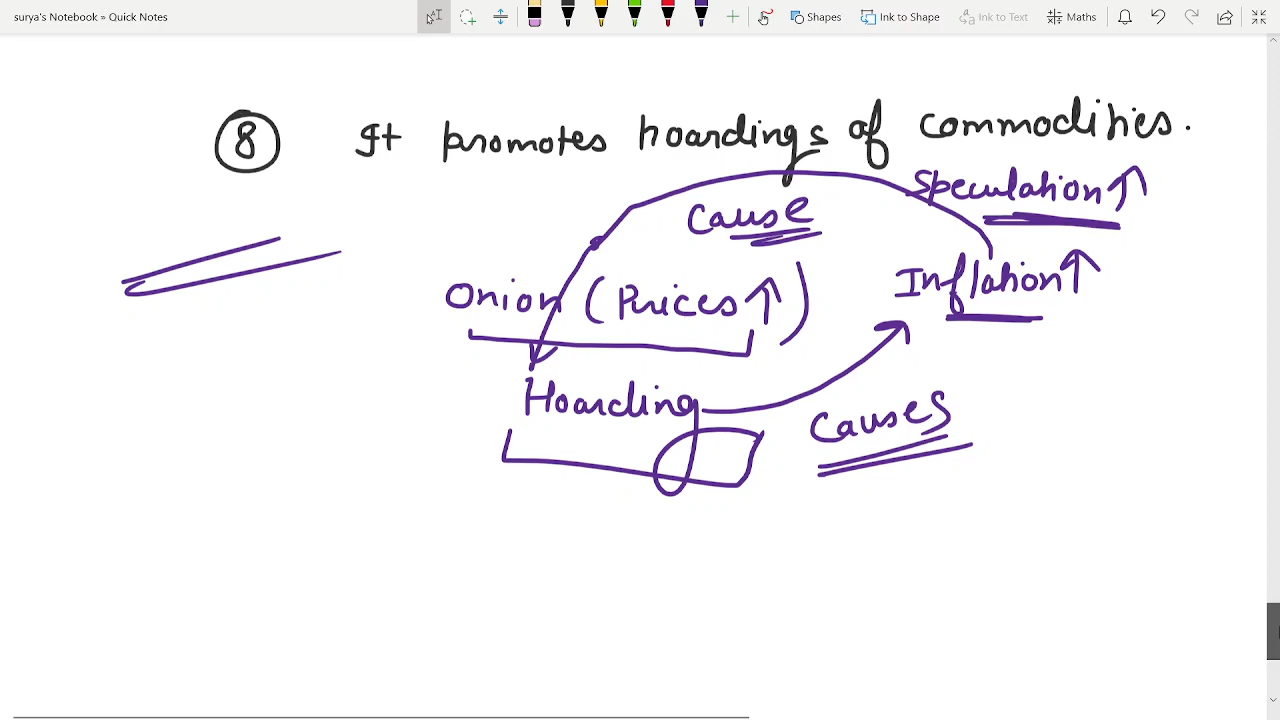 surya's Notebook » Quick Notes
Shapes Ink to Shape Ink to Text Maths
8 It promotes hoardings of commodities.
Speculation ↑
Cause
Inflation ↑
Onion (Prices ↑)
Hoarding
Causes